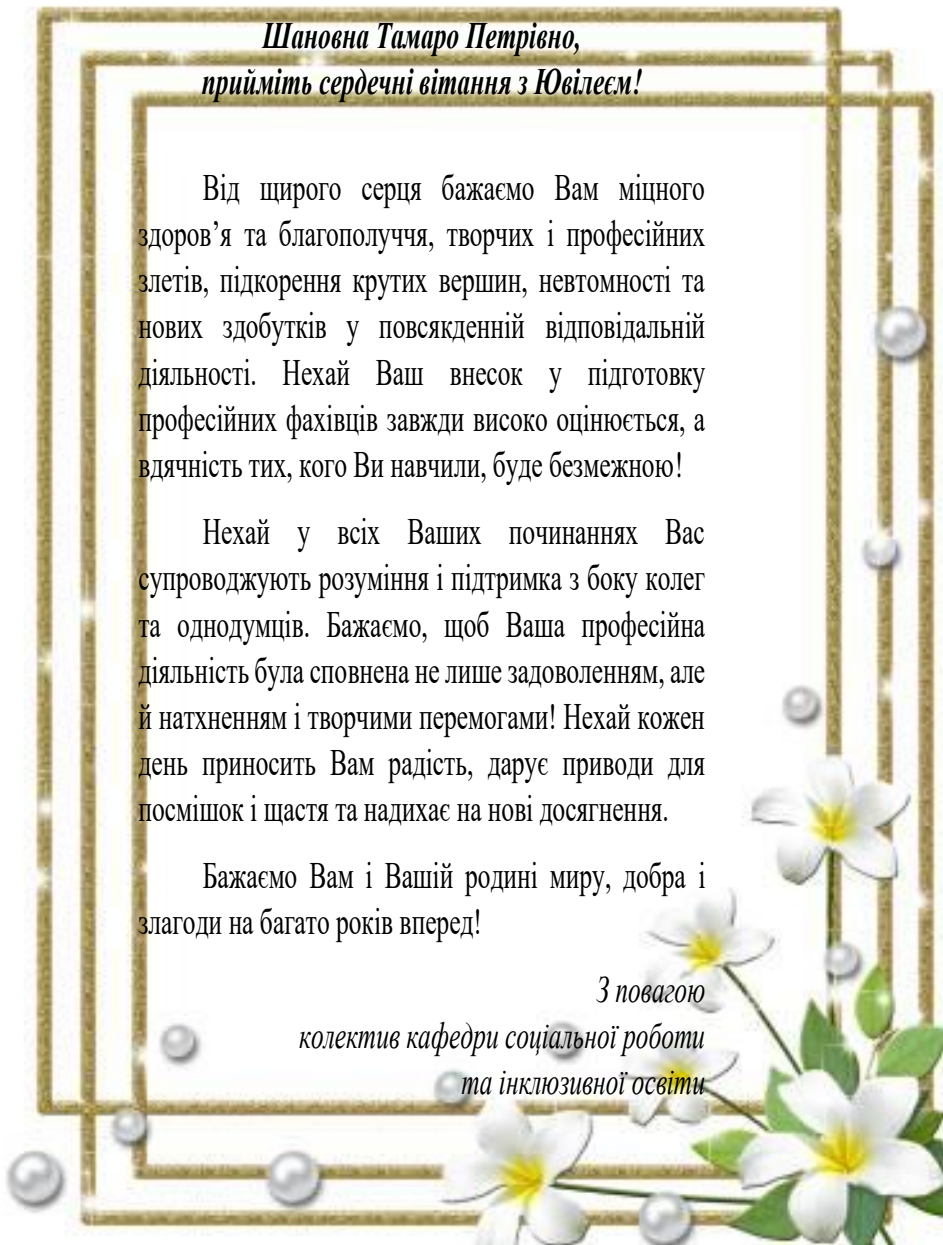 Шановна Тамаро Петрівно,
прийміть сердечні вітання з Ювілеєм!
Від щирого серця бажаємо Вам міцного
здоров’я та благополуччя, творчих і професійних
злетів, підкорення крутих вершин, невтомності та
нових здобутків у повсякденній відповідальній
діяльності. Нехай Ваш внесок у підготовку
професійних фахівців завжди високо оцінюється, а
вдячність тих, кого Ви навчили, буде безмежною!
Нехай у всіх Ваших починаннях Вас
супроводжують розуміння і підтримка з боку колег
та однодумців. Бажаємо, щоб Ваша професійна
діяльність була сповнена не лише задоволенням, але
й натхненням і творчими перемогами! Нехай кожен
день приносить Вам радість, дарує приводи для
посмішок і щастя та надихає на нові досягнення.
Бажаємо Вам і Вашій родині миру, добра і
злагоди на багато років вперед!
З повагою
колектив кафедри соціальної роботи
та інклюзивної освіти